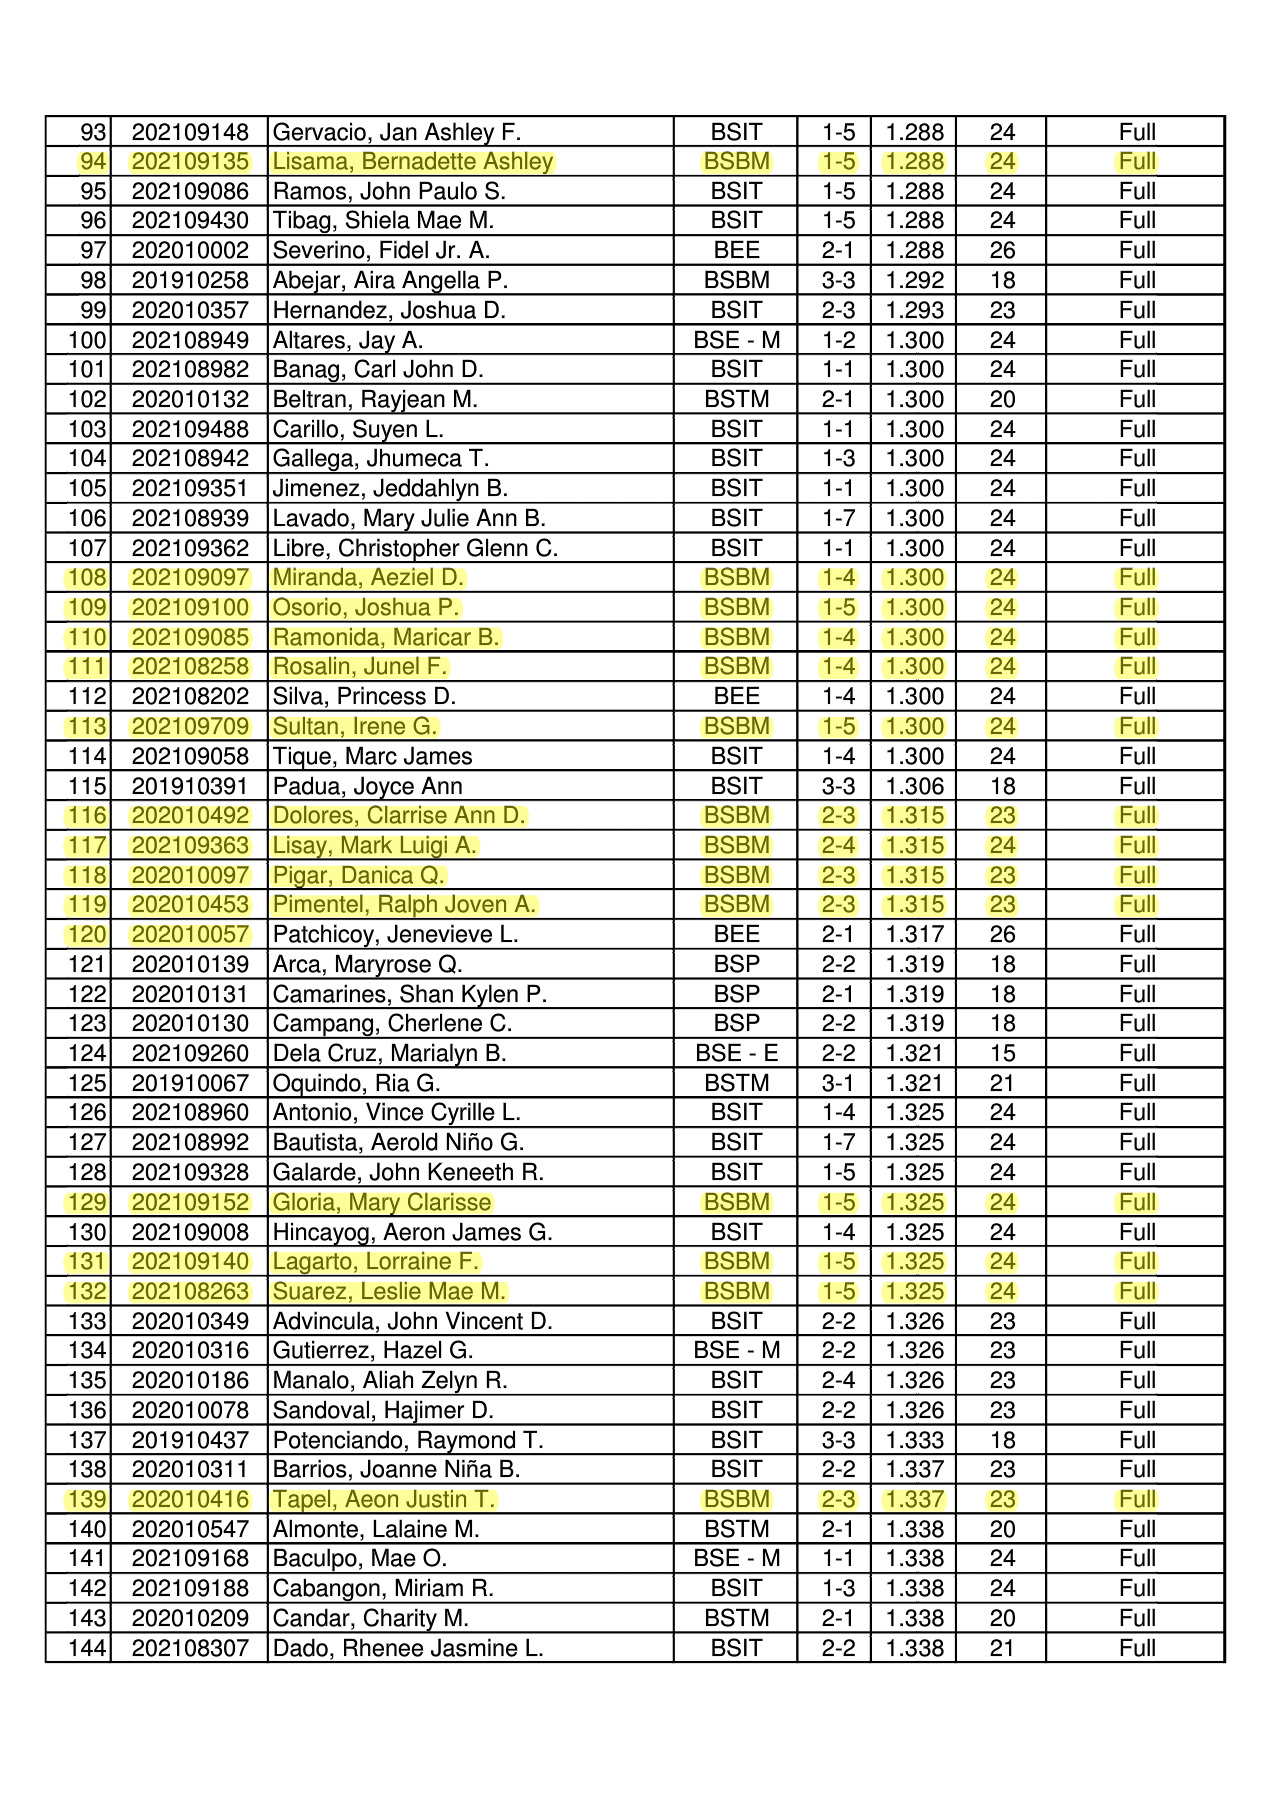 93 202109148 Gervacio, Jan Ashley F. BSIT 1-5 1.288 24 Full
94 202109135 Lisama, Bernadette Ashley BSBM 1-5 1.288 24 Full
95 202109086 Ramos, John Paulo S. BSIT 1-5 1.288 24 Full
96 202109430 Tibag, Shiela Mae M. BSIT 1-5 1.288 24 Full
97 202010002 Severino, Fidel Jr. A. BEE 2-1 1.288 26 Full
98 201910258 Abejar, Aira Angella P. BSBM 3-3 1.292 18 Full
99 202010357 Hernandez, Joshua D. BSIT 2-3 1.293 23 Full
100 202108949 Altares, Jay A. BSE - M 1-2 1.300 24 Full
101 202108982 Banag, Carl John D. BSIT 1-1 1.300 24 Full
102 202010132 Beltran, Rayjean M. BSTM 2-1 1.300 20 Full
103 202109488 Carillo, Suyen L. BSIT 1-1 1.300 24 Full
104 202108942 Gallega, Jhumeca T. BSIT 1-3 1.300 24 Full
105 202109351 Jimenez, Jeddahlyn B. BSIT 1-1 1.300 24 Full
106 202108939 Lavado, Mary Julie Ann B. BSIT 1-7 1.300 24 Full
107 202109362 Libre, Christopher Glenn C. BSIT 1-1 1.300 24 Full
108 202109097 Miranda, Aeziel D. BSBM 1-4 1.300 24 Full
109 202109100 Osorio, Joshua P. BSBM 1-5 1.300 24 Full
110 202109085 Ramonida, Maricar B. BSBM 1-4 1.300 24 Full
111 202108258 Rosalin, Junel F. BSBM 1-4 1.300 24 Full
112 202108202 Silva, Princess D. BEE 1-4 1.300 24 Full
113 202109709 Sultan, Irene G. BSBM 1-5 1.300 24 Full
114 202109058 Tique, Marc James BSIT 1-4 1.300 24 Full
115 201910391 Padua, Joyce Ann BSIT 3-3 1.306 18 Full
116 202010492 Dolores, Clarrise Ann D. BSBM 2-3 1.315 23 Full
117 202109363 Lisay, Mark Luigi A. BSBM 2-4 1.315 24 Full
118 202010097 Pigar, Danica Q. BSBM 2-3 1.315 23 Full
119 202010453 Pimentel, Ralph Joven A. BSBM 2-3 1.315 23 Full
120 202010057 Patchicoy, Jenevieve L. BEE 2-1 1.317 26 Full
121 202010139 Arca, Maryrose Q. BSP 2-2 1.319 18 Full
122 202010131 Camarines, Shan Kylen P. BSP 2-1 1.319 18 Full
123 202010130 Campang, Cherlene C. BSP 2-2 1.319 18 Full
124 202109260 Dela Cruz, Marialyn B. BSE - E 2-2 1.321 15 Full
125 201910067 Oquindo, Ria G. BSTM 3-1 1.321 21 Full
126 202108960 Antonio, Vince Cyrille L. BSIT 1-4 1.325 24 Full
127 202108992 Bautista, Aerold Niño G. BSIT 1-7 1.325 24 Full
128 202109328 Galarde, John Keneeth R. BSIT 1-5 1.325 24 Full
129 202109152 Gloria, Mary Clarisse BSBM 1-5 1.325 24 Full
130 202109008 Hincayog, Aeron James G. BSIT 1-4 1.325 24 Full
131 202109140 Lagarto, Lorraine F. BSBM 1-5 1.325 24 Full
132 202108263 Suarez, Leslie Mae M. BSBM 1-5 1.325 24 Full
133 202010349 Advincula, John Vincent D. BSIT 2-2 1.326 23 Full
134 202010316 Gutierrez, Hazel G. BSE - M 2-2 1.326 23 Full
135 202010186 Manalo, Aliah Zelyn R. BSIT 2-4 1.326 23 Full
136 202010078 Sandoval, Hajimer D. BSIT 2-2 1.326 23 Full
137 201910437 Potenciando, Raymond T. BSIT 3-3 1.333 18 Full
138 202010311 Barrios, Joanne Niña B. BSIT 2-2 1.337 23 Full
139 202010416 Tapel, Aeon Justin T. BSBM 2-3 1.337 23 Full
140 202010547 Almonte, Lalaine M. BSTM 2-1 1.338 20 Full
141 202109168 Baculpo, Mae O. BSE - M 1-1 1.338 24 Full
142 202109188 Cabangon, Miriam R. BSIT 1-3 1.338 24 Full
143 202010209 Candar, Charity M. BSTM 2-1 1.338 20 Full
144 202108307 Dado, Rhenee Jasmine L. BSIT 2-2 1.338 21 Full